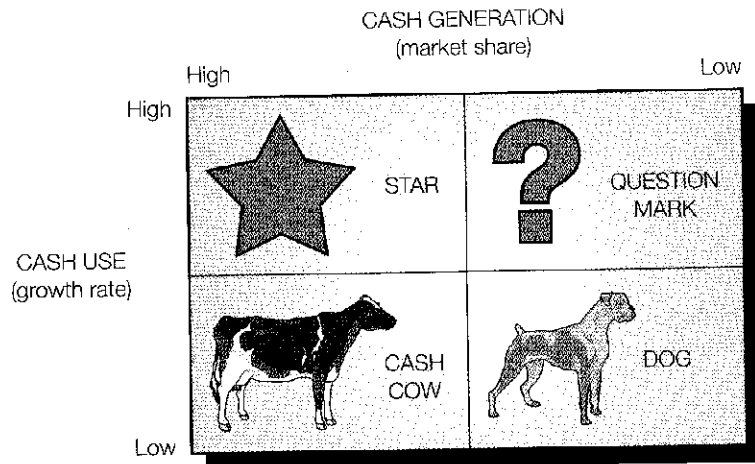 CASH GENERATION
(market share)
High
Low
High
STAR
QUESTION
MARK
CASH USE
(growth rate)
CASH
COW
DOG
Low